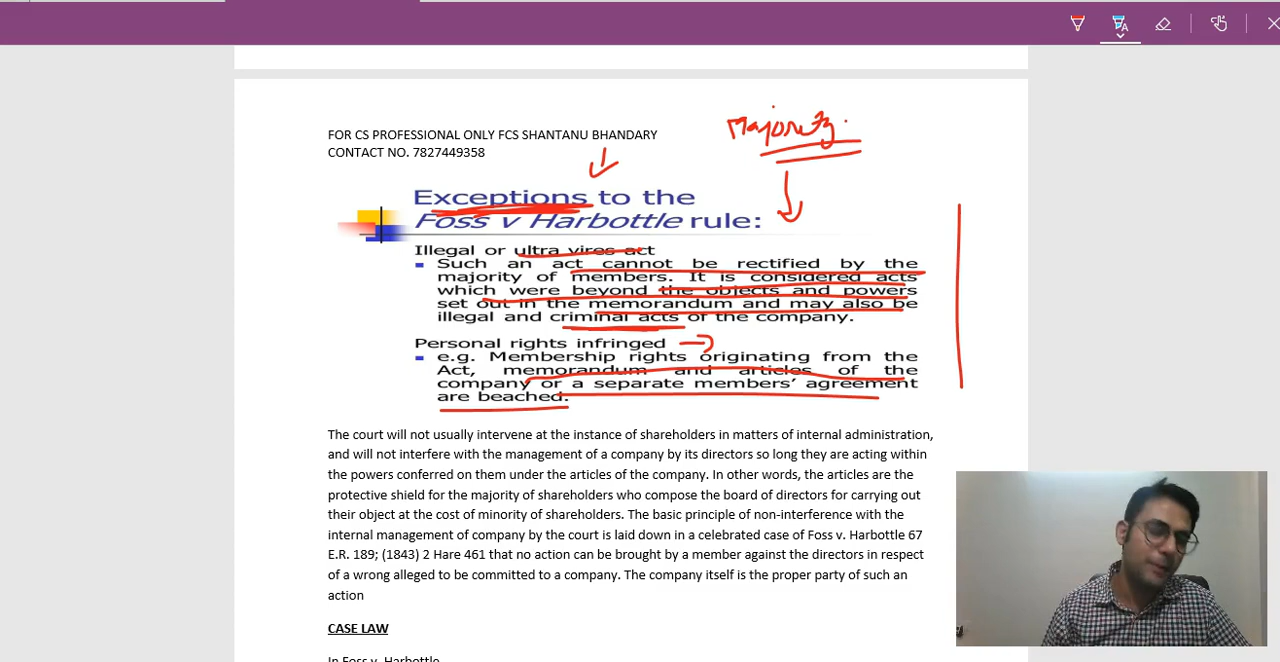 FOR CS PROFESSIONAL ONLY FCS SHANTANU BHANDARY
CONTACT NO. 7827449358
Majority.
Exceptions to the
Foss v Harbottle rule:
Illegal or ultra vires act
Such an act cannot be rectified by the
majority of members. It is considered acts
which were beyond the objects and powers
set out in the memorandum and may also be
illegal and criminal acts of the company.
Personal rights infringed
e.g. Membership rights originating from the
Act, memorandum and articles of the
company or a separate members' agreement
are beached.
The court will not usually intervene at the instance of shareholders in matters of internal administration,
and will not interfere with the management of a company by its directors so long they are acting within
the powers conferred on them under the articles of the company. In other words, the articles are the
protective shield for the majority of shareholders who compose the board of directors for carrying out
their object at the cost of minority of shareholders. The basic principle of non-interference with the
internal management of company by the court is laid down in a celebrated case of Foss v. Harbottle 67
E.R. 189; (1843) 2 Hare 461 that no action can be brought by a member against the directors in respect
of a wrong alleged to be committed to a company. The company itself is the proper party of such an
action
CASE LAW
In Foss v. Harbottle